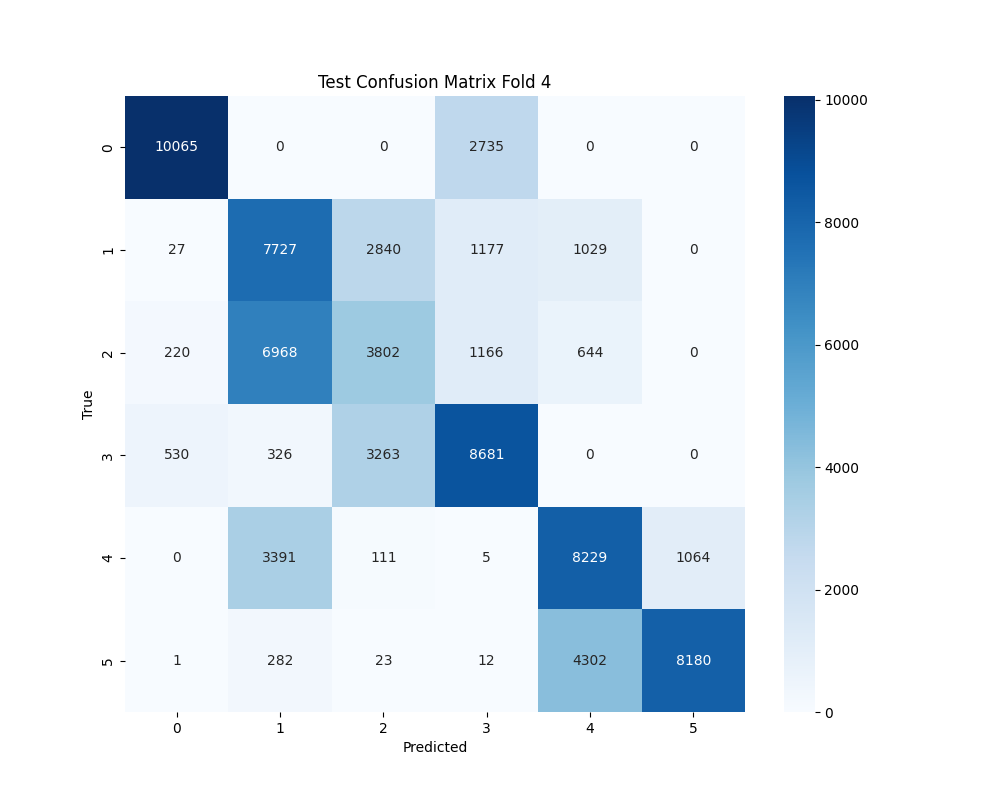 Test Confusion Matrix Fold 4
10065 0 0 2735 0 0
27 7727 2840 1177 1029 0
220 6968 3802 1166 644 0
530 326 3263 8681 0 0
0 3391 111 5 8229 1064
1 282 23 12 4302 8180
0
1
2
3
4
5
True
0 1 2 3 4 5
Predicted
10000
8000
6000
4000
2000
0